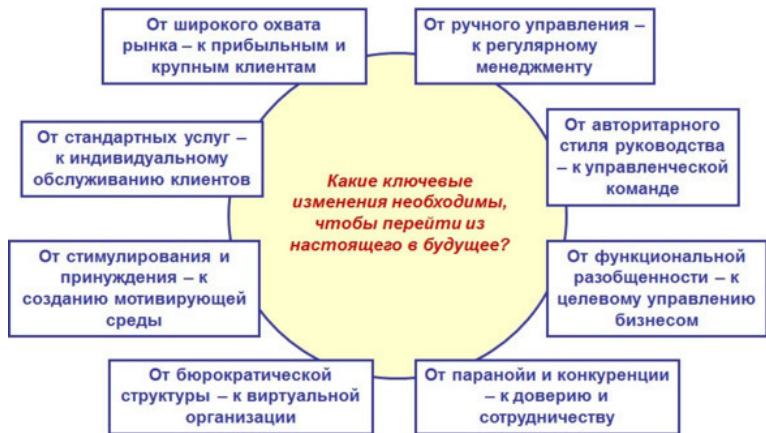 От широкого охвата
рынка – к прибыльным и
крупным клиентам
От ручного управления –
к регулярному
менеджменту
От стандартных услуг –
к индивидуальному
обслуживанию клиентов
От авторитарного
стиля руководства
– к управленческой
команде
Какие ключевые
изменения необходимы,
чтобы перейти из
настоящего в будущее?
От стимулирования и
принуждения – к
созданию мотивирующей
среды
От функциональной
разобщенности – к
целевому управлению
бизнесом
От бюрократической
структуры – к виртуальной
организации
От паранойи и конкуренции
– к доверию и
сотрудничеству